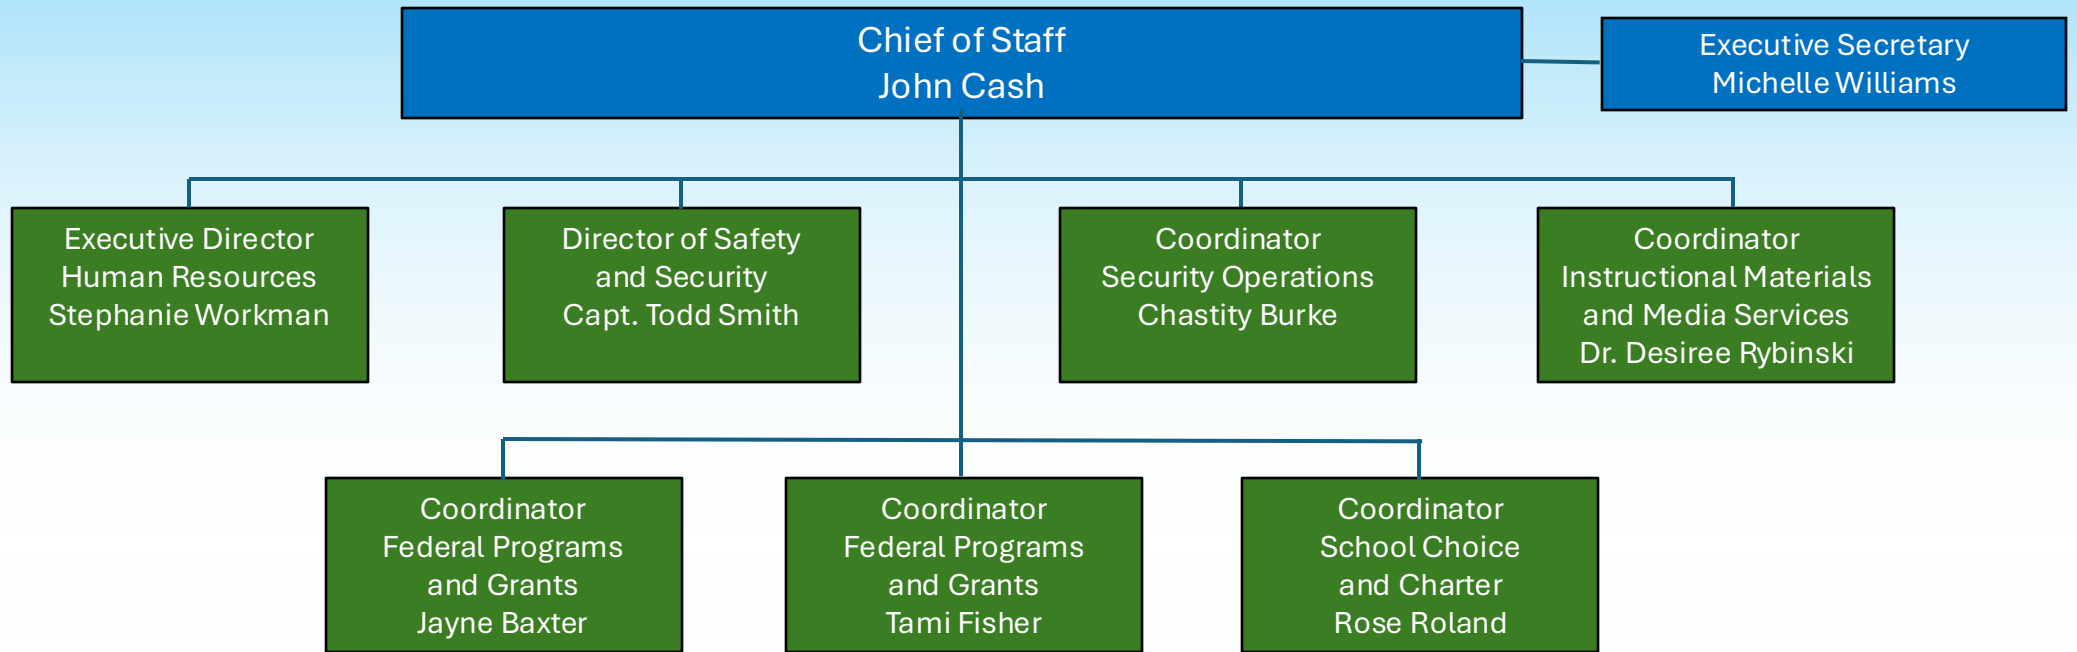 Chief of Staff
John Cash
Executive Secretary
Michelle Williams
Executive Director
Human Resources
Stephanie Workman
Director of Safety
and Security
Capt. Todd Smith
Coordinator
Security Operations
Chastity Burke
Coordinator
Instructional Materials
and Media Services
Dr. Desiree Rybinski
Coordinator
Federal Programs
and Grants
Jayne Baxter
Coordinator
Federal Programs
and Grants
Tami Fisher
Coordinator
School Choice
and Charter
Rose Roland